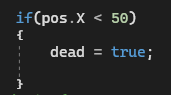 if(pos.X < 50)
{
    dead = true;
}